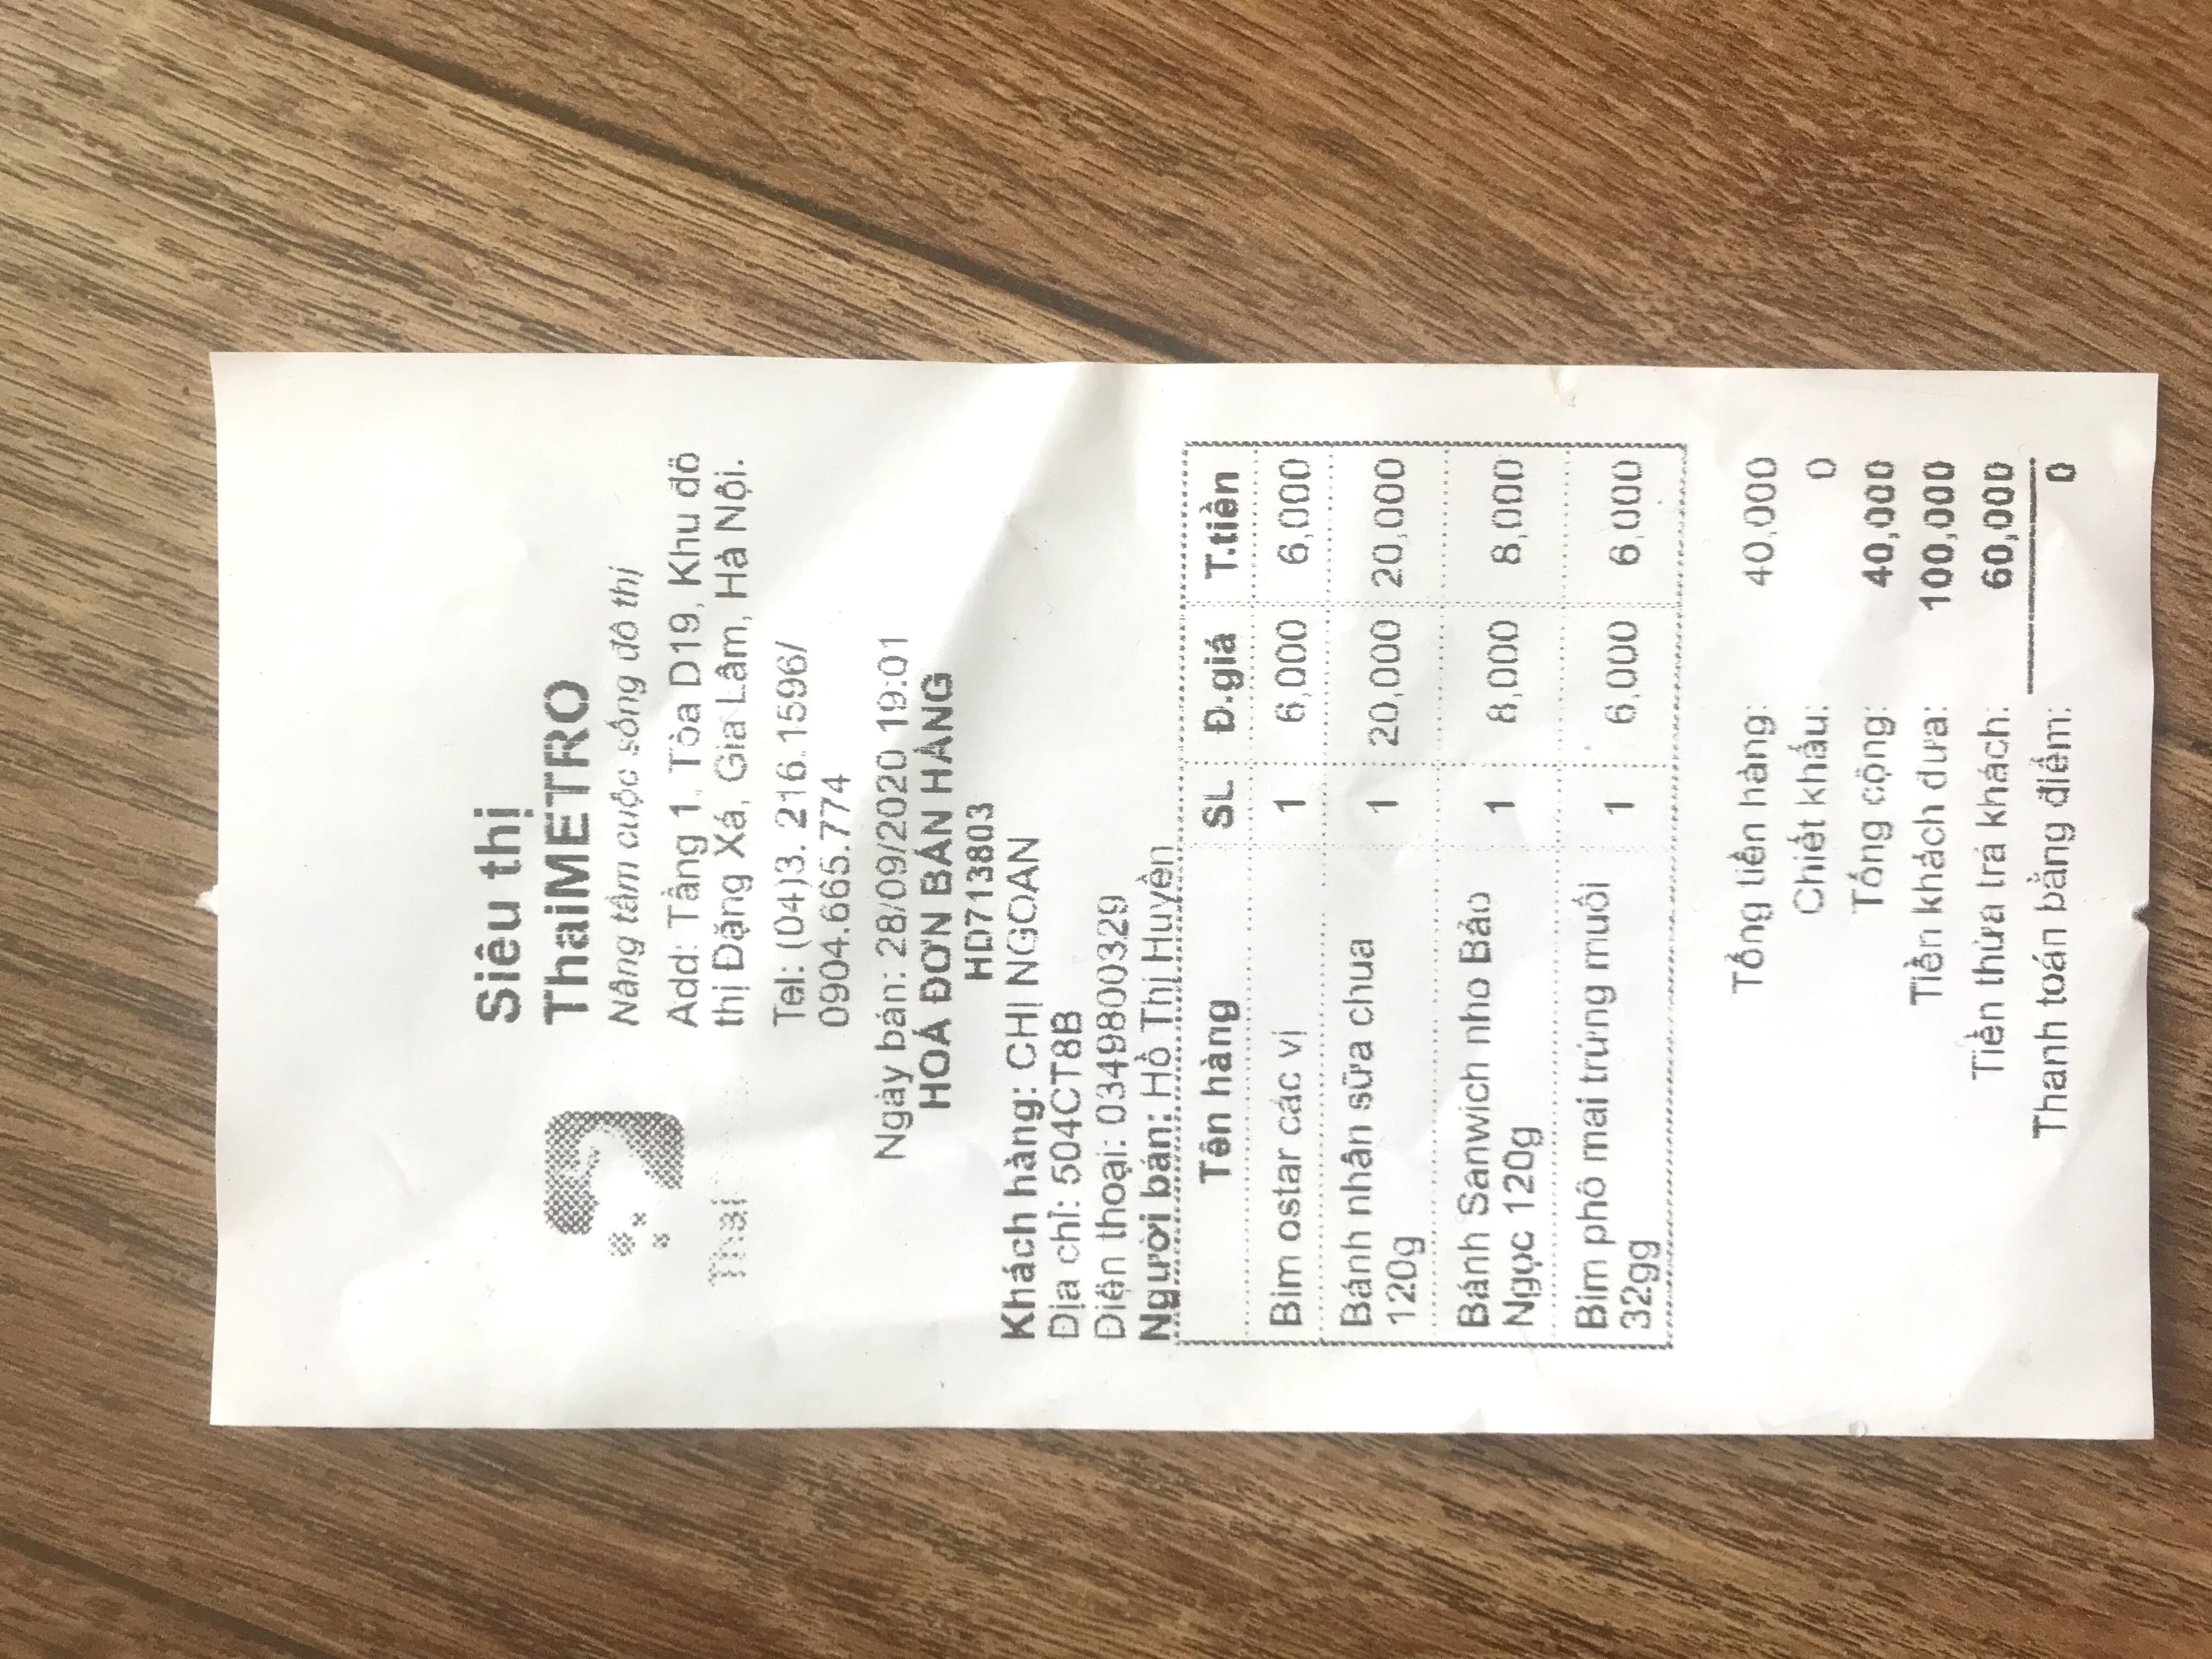 Siêu thị
ThaiMETRO
Nâng tầm cuộc sống đô thị
Add: Tầng 1, Tòa D19, Khu đô
thị Đặng Xá, Gia Lâm, Hà Nội.
Thai
Tel: (04)3. 216.1596/
0904.665.774
Ngày bán: 28/09/2020 19:01
HOÁ ĐƠN BÁN HÀNG
HD713803
Khách hàng: CHỊ NGOAN
Địa chỉ: 504CT8B
Điện thoại: 0349800329
Người bán: Hồ Thị Huyền
Tên hàng SL Đ.giá T.tiền
Bim ostar các vị 1 6,000 6,000
Bánh nhân sữa chua
120g 1 20,000 20,000
Bánh Sanwich nho Bảo
Ngọc 120g 1 8,000 8,000
Bim phô mai trứng muối
32gg 1 6,000 6,000
Tổng tiền hàng: 40,000
Chiết khấu: 0
Tổng cộng: 40,000
Tiền khách đưa: 100,000
Tiền thừa trả khách: 60,000
Thanh toán bằng điểm: 0